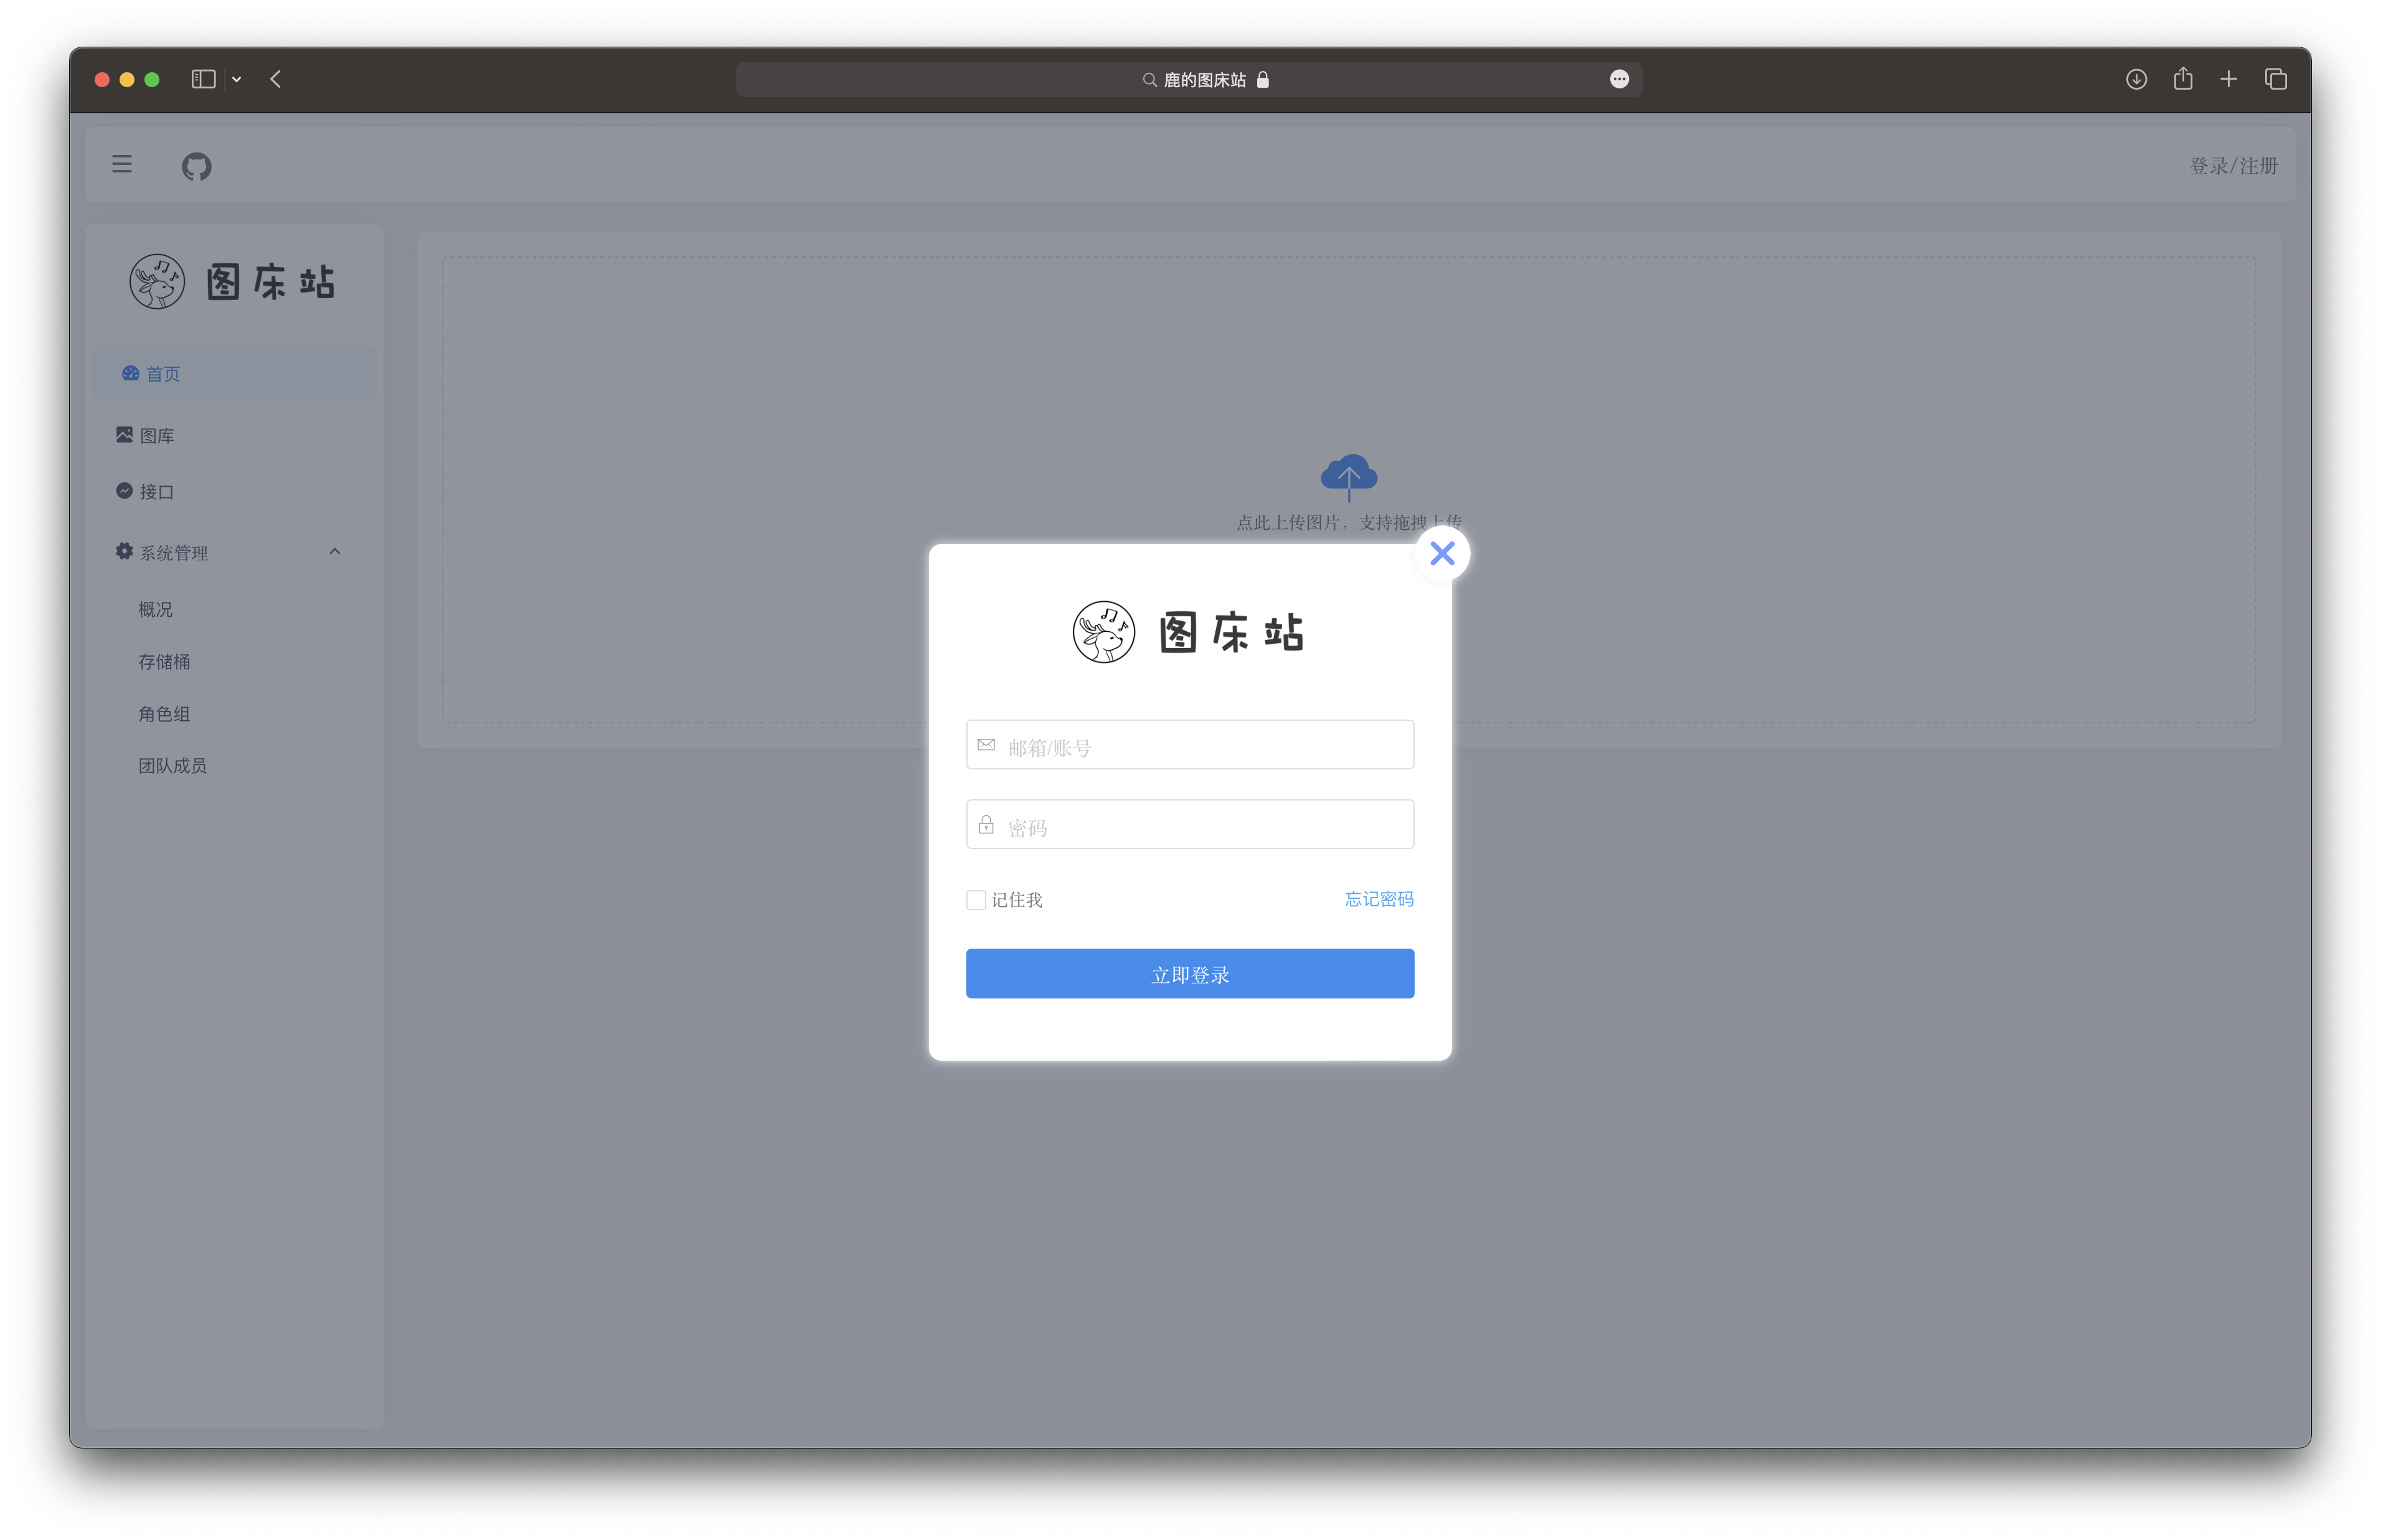 鹿的图床站
登录/注册
图床站
首页
图库
接口
系统管理
概况
存储桶
角色组
团队成员
点此上传图片，支持拖拽上传
图床站
邮箱/账号
密码
记住我
忘记密码
立即登录